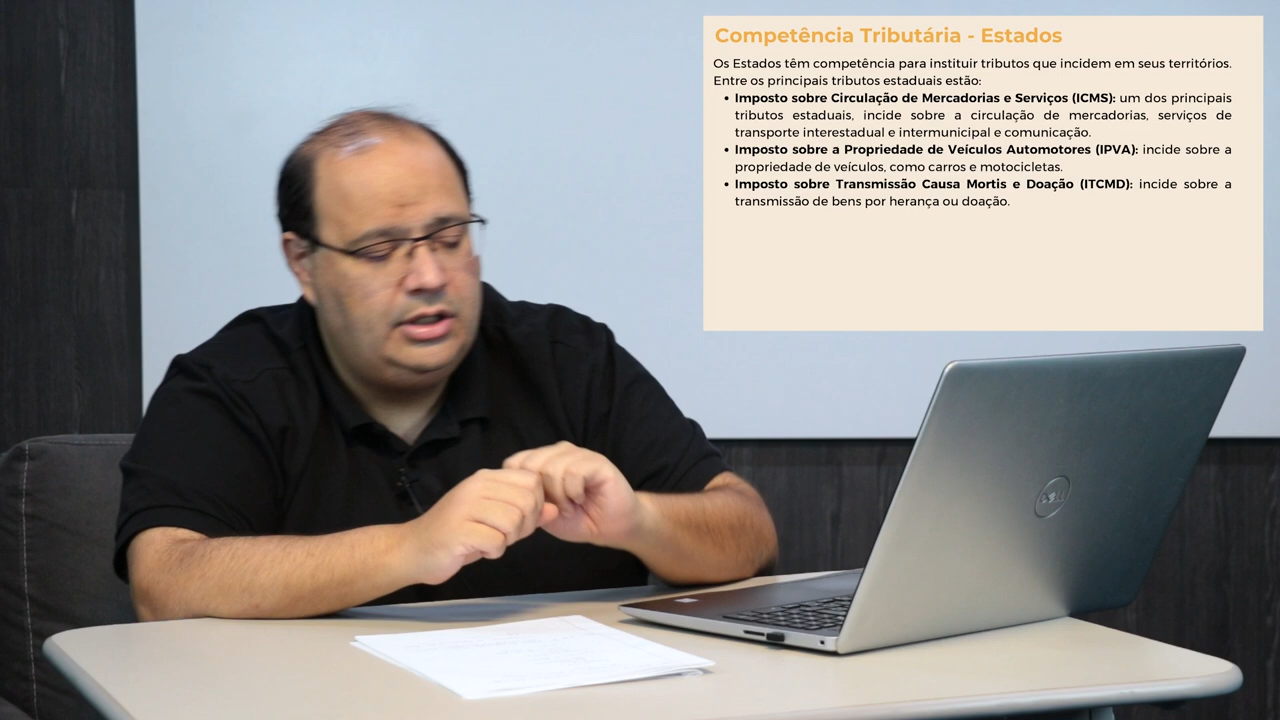 Competência Tributária - Estados
Os Estados têm competência para instituir tributos que incidem em seus territórios.
Entre os principais tributos estaduais estão:
• Imposto sobre Circulação de Mercadorias e Serviços (ICMS): um dos principais
tributos estaduais, incide sobre a circulação de mercadorias, serviços de
transporte interestadual e intermunicipal e comunicação.
• Imposto sobre a Propriedade de Veículos Automotores (IPVA): incide sobre a
propriedade de veículos, como carros e motocicletas.
• Imposto sobre Transmissão Causa Mortis e Doação (ITCMD): incide sobre a
transmissão de bens por herança ou doação.
DELL